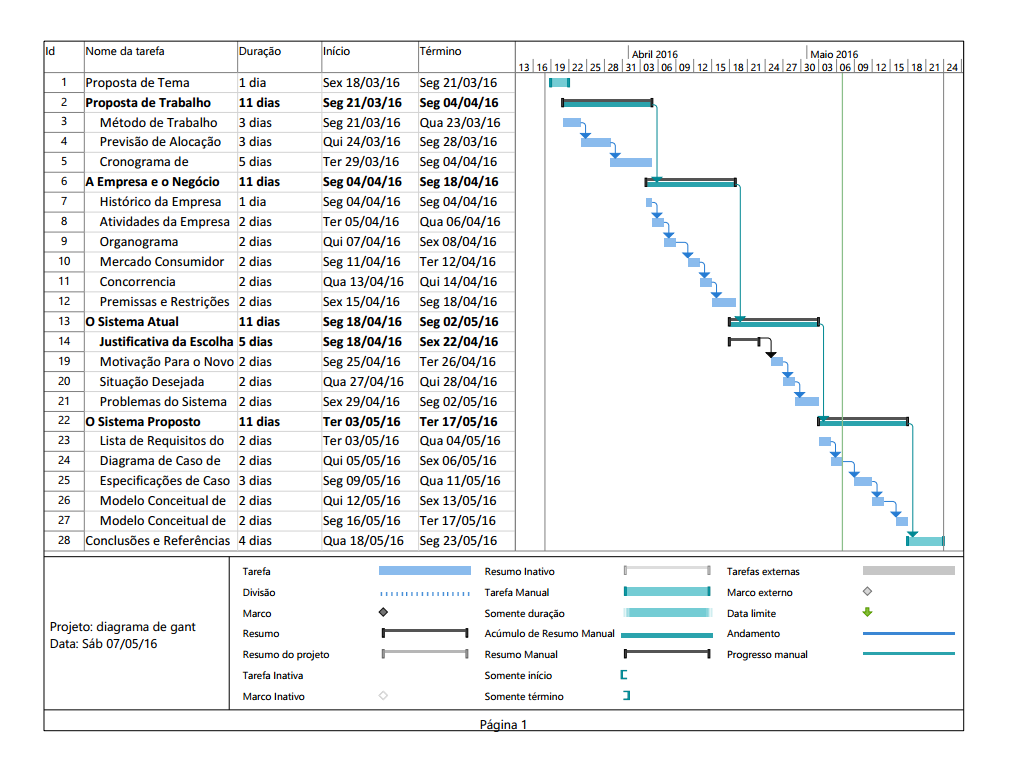 Id Nome da tarefa Duração Início Término Abril 2016 Maio 2016
13 16 19 22 25 28 31 03 06 09 12 15 18 21 24 27 30 03 06 09 12 15 18 21 24
1 Proposta de Tema 1 dia Sex 18/03/16 Seg 21/03/16
2 Proposta de Trabalho 11 dias Seg 21/03/16 Seg 04/04/16
3 Método de Trabalho 3 dias Seg 21/03/16 Qua 23/03/16
4 Previsão de Alocação 3 dias Qui 24/03/16 Seg 28/03/16
5 Cronograma de 5 dias Ter 29/03/16 Seg 04/04/16
6 A Empresa e o Negócio 11 dias Seg 04/04/16 Seg 18/04/16
7 Histórico da Empresa 1 dia Seg 04/04/16 Seg 04/04/16
8 Atividades da Empresa 2 dias Ter 05/04/16 Qua 06/04/16
9 Organograma 2 dias Qui 07/04/16 Sex 08/04/16
10 Mercado Consumidor 2 dias Seg 11/04/16 Ter 12/04/16
11 Concorrencia 2 dias Qua 13/04/16 Qui 14/04/16
12 Premissas e Restrições 2 dias Sex 15/04/16 Seg 18/04/16
13 O Sistema Atual 11 dias Seg 18/04/16 Seg 02/05/16
14 Justificativa da Escolha 5 dias Seg 18/04/16 Sex 22/04/16
19 Motivação Para o Novo 2 dias Seg 25/04/16 Ter 26/04/16
20 Situação Desejada 2 dias Qua 27/04/16 Qui 28/04/16
21 Problemas do Sistema 2 dias Sex 29/04/16 Seg 02/05/16
22 O Sistema Proposto 11 dias Ter 03/05/16 Ter 17/05/16
23 Lista de Requisitos do 2 dias Ter 03/05/16 Qua 04/05/16
24 Diagrama de Caso de 2 dias Qui 05/05/16 Sex 06/05/16
25 Especificações de Caso 3 dias Seg 09/05/16 Qua 11/05/16
26 Modelo Conceitual de 2 dias Qui 12/05/16 Sex 13/05/16
27 Modelo Conceitual de 2 dias Seg 16/05/16 Ter 17/05/16
28 Conclusões e Referências 4 dias Qua 18/05/16 Seg 23/05/16
Projeto: diagrama de gant
Data: Sáb 07/05/16
Tarefa
Divisão
Marco
Resumo
Resumo do projeto
Tarefa Inativa
Marco Inativo
Resumo Inativo
Tarefa Manual
Somente duração
Acúmulo de Resumo Manual
Resumo Manual
Somente início
Somente término
Tarefas externas
Marco externo
Data limite
Andamento
Progresso manual
Página 1